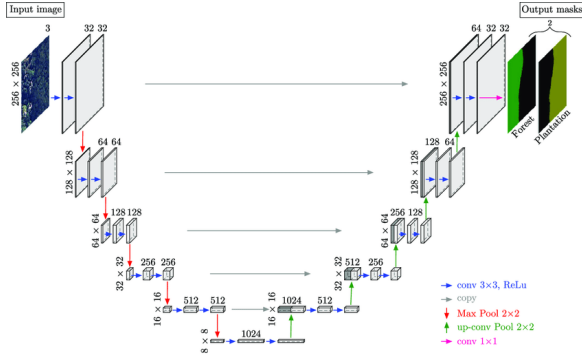 Input image
Output masks
3
32 32
64 32 32
2
256 × 256
256 × 256
Forest
Plantation
64 64
128 × 128
128 64
128 × 128
128 128
64 × 64
256 128
64 × 64
256 256
32 × 32
512 256
32 × 32
512 512
16 × 16
1024 512
16 × 16
1024
8 × 8
conv 3×3, ReLu
copy
Max Pool 2×2
up-conv Pool 2×2
conv 1×1